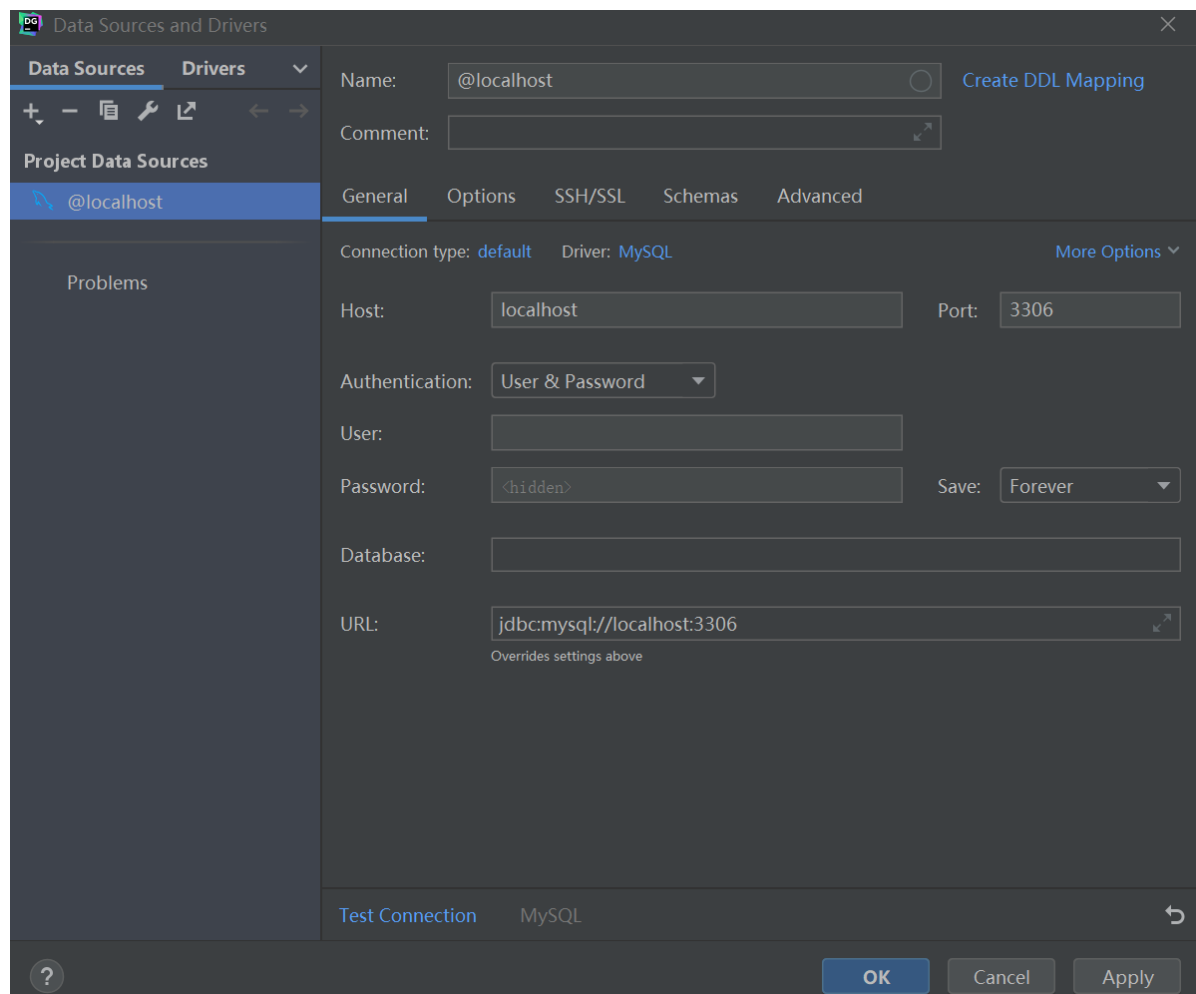 DG
Data Sources and Drivers
Data Sources Drivers
Project Data Sources
@localhost
Problems
Name: @localhost Create DDL Mapping
Comment:
General Options SSH/SSL Schemas Advanced
Connection type: default Driver: MySQL More Options
Host: localhost Port: 3306
Authentication: User & Password
User:
Password: <hidden> Save: Forever
Database:
URL: jdbc:mysql://localhost:3306
Overrides settings above
Test Connection MySQL
? OK Cancel Apply